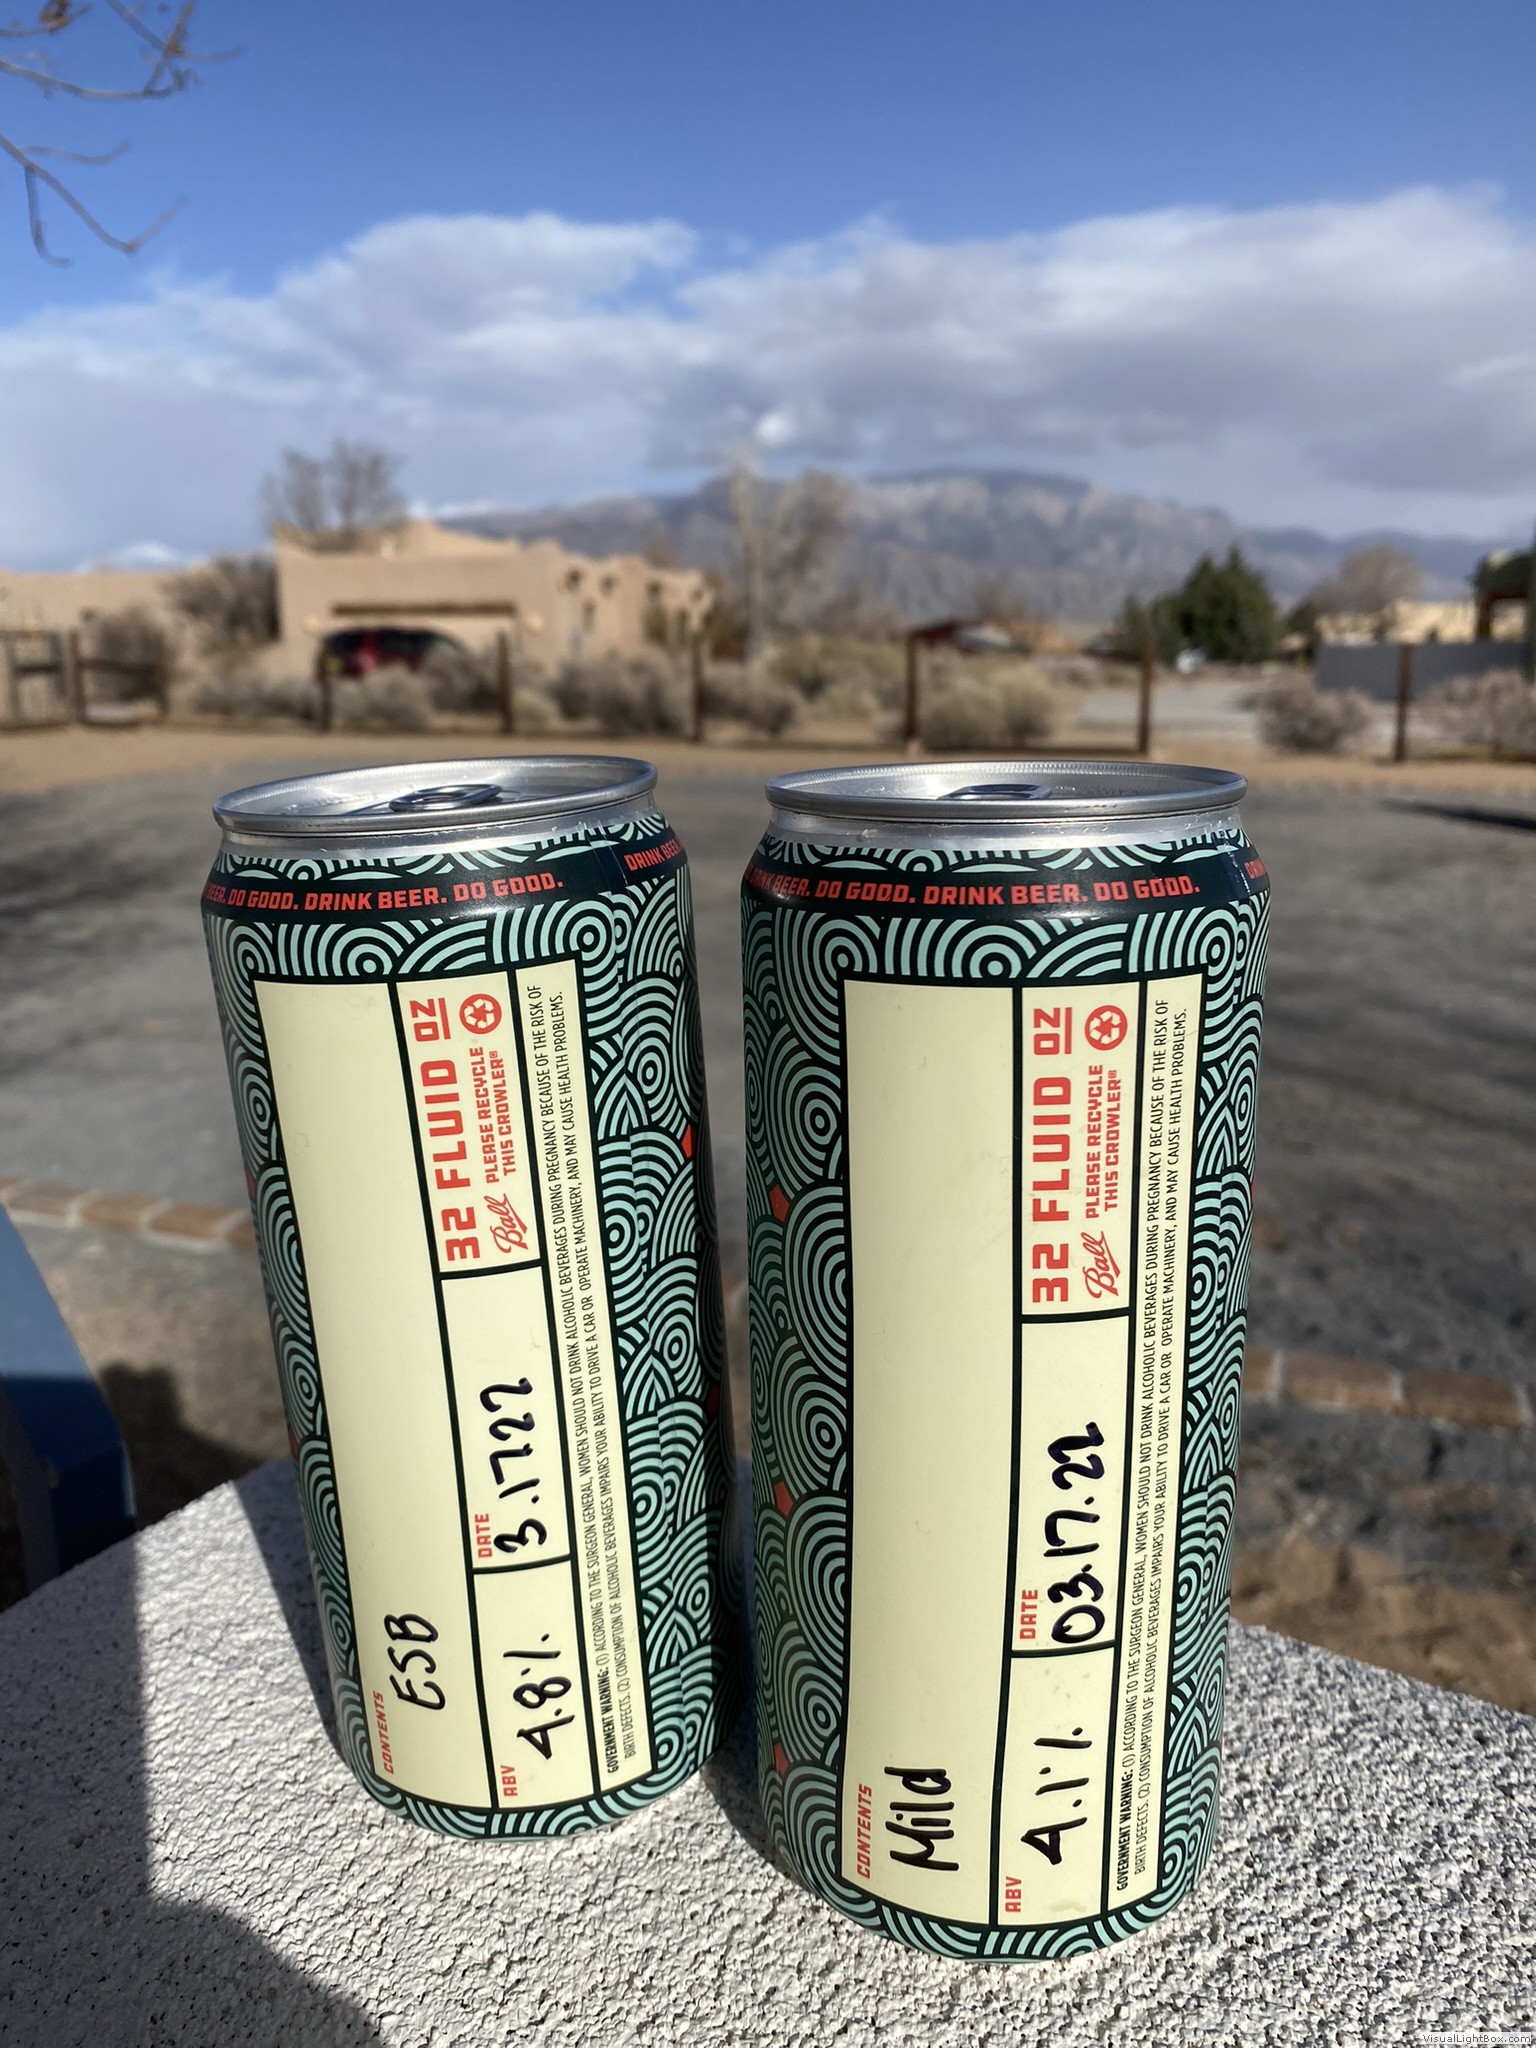 BEER. DO GOOD. DRINK BEER. DO GOOD.
DRINK BEER.
CONTENTS
ESB
ABV
4.8%
DATE
3.17.22
32 FLUID OZ
Ball
PLEASE RECYCLE
THIS CROWLER®
GOVERNMENT WARNING: (1) ACCORDING TO THE SURGEON GENERAL, WOMEN SHOULD NOT DRINK ALCOHOLIC BEVERAGES DURING PREGNANCY BECAUSE OF THE RISK OF
BIRTH DEFECTS. (2) CONSUMPTION OF ALCOHOLIC BEVERAGES IMPAIRS YOUR ABILITY TO DRIVE A CAR OR OPERATE MACHINERY, AND MAY CAUSE HEALTH PROBLEMS.
DRINK BEER. DO GOOD. DRINK BEER. DO GOOD.
CONTENTS
Mild
ABV
4.1%
DATE
03.17.22
32 FLUID OZ
Ball
PLEASE RECYCLE
THIS CROWLER®
GOVERNMENT WARNING: (1) ACCORDING TO THE SURGEON GENERAL, WOMEN SHOULD NOT DRINK ALCOHOLIC BEVERAGES DURING PREGNANCY BECAUSE OF THE RISK OF
BIRTH DEFECTS. (2) CONSUMPTION OF ALCOHOLIC BEVERAGES IMPAIRS YOUR ABILITY TO DRIVE A CAR OR OPERATE MACHINERY, AND MAY CAUSE HEALTH PROBLEMS.
VisualLightBox.com